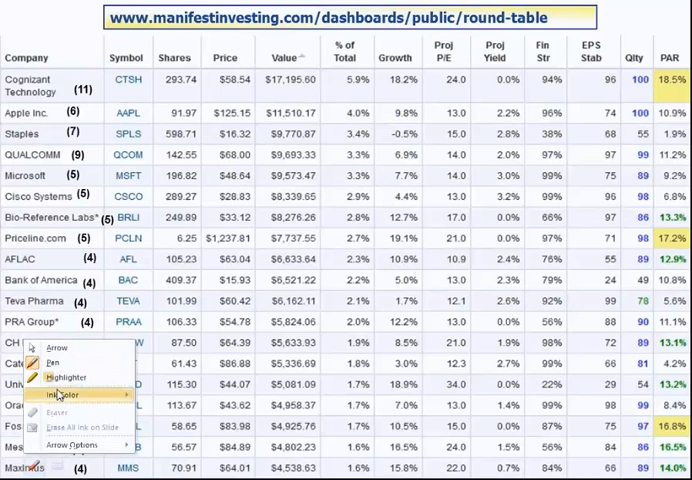 www.manifestinvesting.com/dashboards/public/round-table
Company Symbol Shares Price Value % of Total Growth Proj P/E Proj Yield Fin Str EPS Stab Qlty PAR
Cognizant Technology (11) CTSH 293.74 $58.54 $17,195.60 5.9% 18.2% 24.0 0.0% 94% 96 100 18.5%
Apple Inc. (6) AAPL 91.97 $125.15 $11,510.17 4.0% 9.8% 13.0 2.2% 96% 74 100 10.9%
Staples (7) SPLS 598.71 $16.32 $9,770.87 3.4% -0.5% 15.0 2.8% 38% 68 55 1.9%
QUALCOMM (9) QCOM 142.55 $68.00 $9,693.33 3.3% 6.9% 14.0 2.0% 97% 97 99 11.2%
Microsoft (5) MSFT 196.82 $48.64 $9,573.47 3.3% 7.7% 14.0 3.0% 99% 75 89 9.2%
Cisco Systems (5) CSCO 289.27 $28.83 $8,339.65 2.9% 4.4% 13.0 3.2% 99% 96 98 6.8%
Bio-Reference Labs* (5) BRLI 249.89 $33.12 $8,276.26 2.8% 12.7% 17.0 0.0% 66% 97 86 13.3%
Priceline.com (5) PCLN 6.25 $1,237.81 $7,737.55 2.7% 19.1% 21.0 0.0% 97% 71 98 17.2%
AFLAC (4) AFL 105.23 $63.04 $6,633.64 2.3% 10.9% 10.9 2.4% 76% 55 89 12.9%
Bank of America (4) BAC 409.37 $15.93 $6,521.26 2.2% 5.0% 13.0 2.3% 79% 24 49 10.8%
Teva Pharma (4) TEVA 101.99 $60.42 $6,162.11 2.1% 1.7% 12.1 2.6% 92% 99 78 5.6%
PRA Group* (4) PRAA 106.33 $54.78 $5,824.06 2.0% 12.2% 13.0 0.0% 56% 88 90 11.1%
CH W 87.50 $64.39 $5,634.13 1.9% 8.5% 21.0 1.9% 98% 72 89 13.1%
Cate 61.43 $86.88 $5,336.69 1.8% 3.0% 12.3 2.7% 99% 66 81 4.2%
Uni 115.30 $44.07 $5,081.09 1.7% 18.9% 34.0 0.0% 22% 29 54 13.2%
Orac 113.67 $43.62 $4,958.37 1.7% 7.0% 13.0 1.4% 99% 90 99 8.4%
Fos 58.65 $83.98 $4,925.75 1.7% 10.5% 15.0 0.0% 87% 75 97 16.8%
Mes 56.57 $84.89 $4,802.23 1.6% 16.5% 24.0 1.5% 56% 84 86 16.5%
Maximus (4) MMS 70.91 $64.01 $4,538.63 1.6% 15.8% 22.0 0.7% 84% 66 89 14.0%
Arrow
Pen
Highlighter
Ink Color
Eraser
Erase All Ink on Slide
Arrow Options